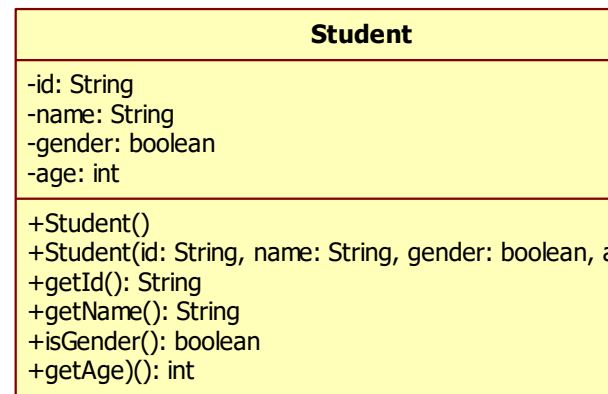 Student
-id: String
-name: String
-gender: boolean
-age: int
+Student()
+Student(id: String, name: String, gender: boolean, a
+getId(): String
+getName(): String
+isGender(): boolean
+getAge)(): int